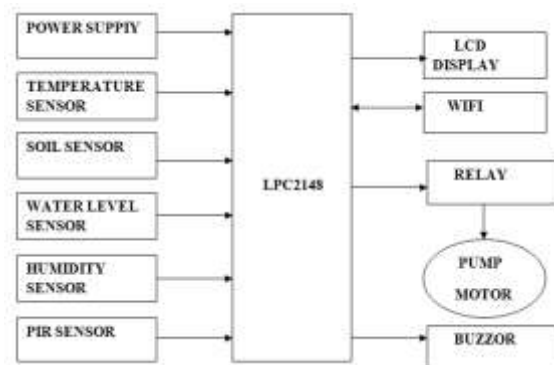 POWER SUPPIY
TEMPERATURE
SENSOR
SOIL SENSOR
WATER LEVEL
SENSOR
HUMIDITY
SENSOR
PIR SENSOR
LPC2148
LCD
DISPLAY
WIFI
RELAY
PUMP
MOTOR
BUZZOR